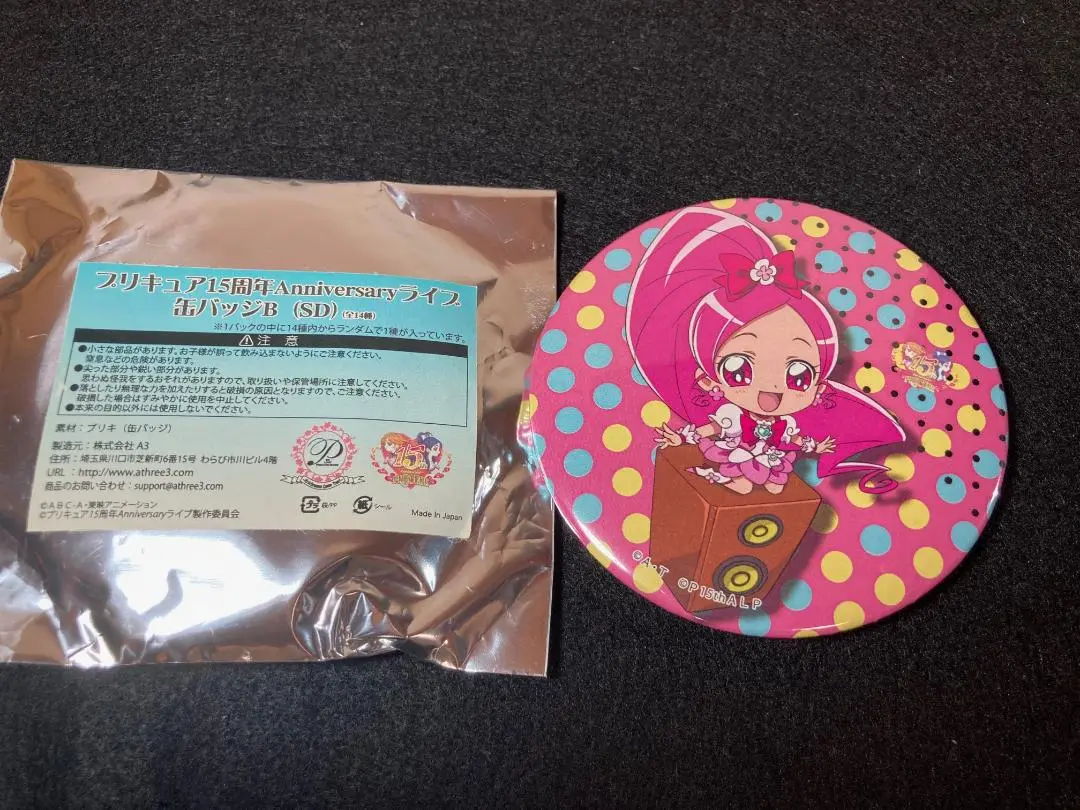 プリキュア15周年Anniversaryライブ
缶バッジB (SD) (全14種)
※1パックの中に14種内からランダムで1種が入っています。
注 意
●小さな部品があります。お子様が誤って飲み込まないようにご注意ください。
窒息などの危険があります。
●尖った部分や鋭い部分があります。
思わぬ怪我をするおそれがありますので、取り扱いや保管場所に注意してください。
●落としたり無理な力を加えたりすると破損の原因となりますので、ご注意ください。
破損した場合はすみやかに使用を中止してください。
●本来の目的以外には使用しないでください。
素材:ブリキ(缶バッジ)
製造元:株式会社 A3
住所:埼玉県川口市芝新町6番15号 わらび市川ビル4階
URL:http://www.athree3.com
商品のお問い合わせ:support@athree3.com
P
15th
プラ
袋/PP
紙
シール
Made In Japan
©ABC-A・東映アニメーション
©プリキュア15周年Anniversaryライブ製作委員会
15th
©A・T ©P15thALP